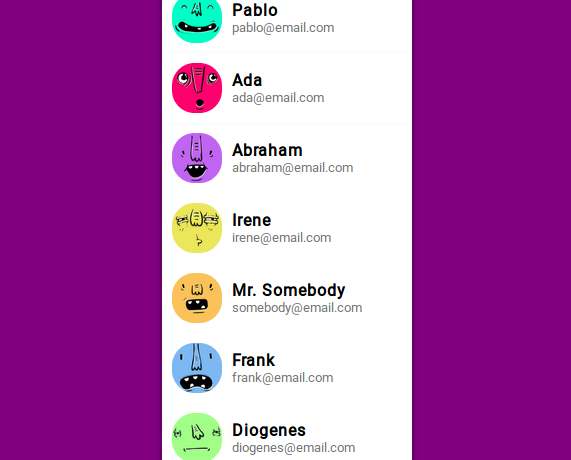 Pablo
pablo@email.com
Ada
ada@email.com
Abraham
abraham@email.com
Irene
irene@email.com
Mr. Somebody
somebody@email.com
Frank
frank@email.com
Diogenes
diogenes@email.com